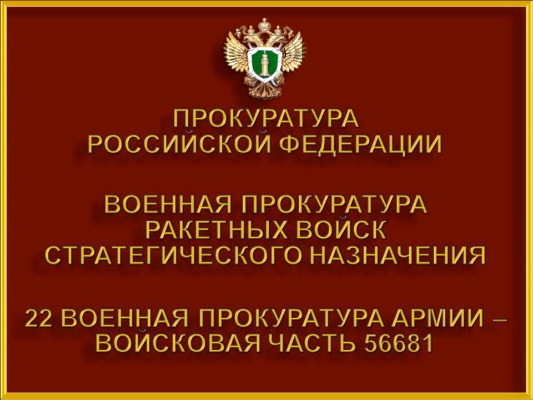 ПРОКУРАТУРА
РОССИЙСКОЙ ФЕДЕРАЦИИ
ВОЕННАЯ ПРОКУРАТУРА
РАКЕТНЫХ ВОЙСК
СТРАТЕГИЧЕСКОГО НАЗНАЧЕНИЯ
22 ВОЕННАЯ ПРОКУРАТУРА АРМИИ –
ВОЙСКОВАЯ ЧАСТЬ 56681